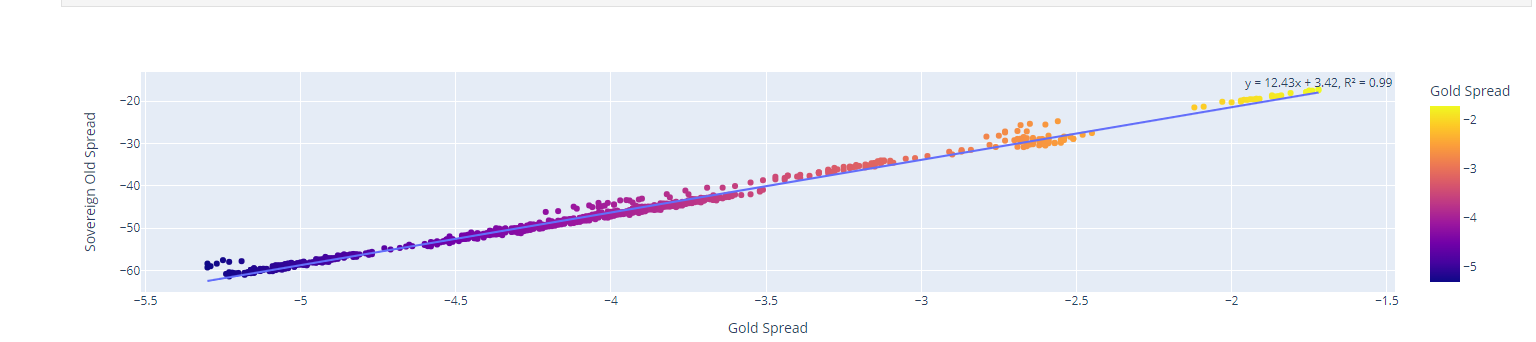 y = 12.43x + 3.42, R² = 0.99
Gold Spread
−2
−3
−4
−5
Sovereign Old Spread
−20
−30
−40
−50
−60
−5.5 −5 −4.5 −4 −3.5 −3 −2.5 −2 −1.5
Gold Spread